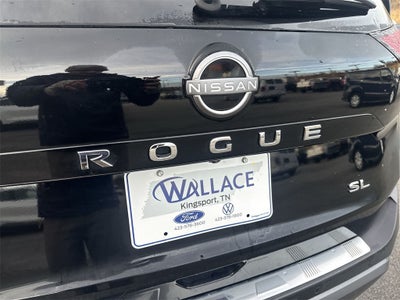 NISSAN
ROGUE
WALLACE
Kingsport, TN
Ford
SL